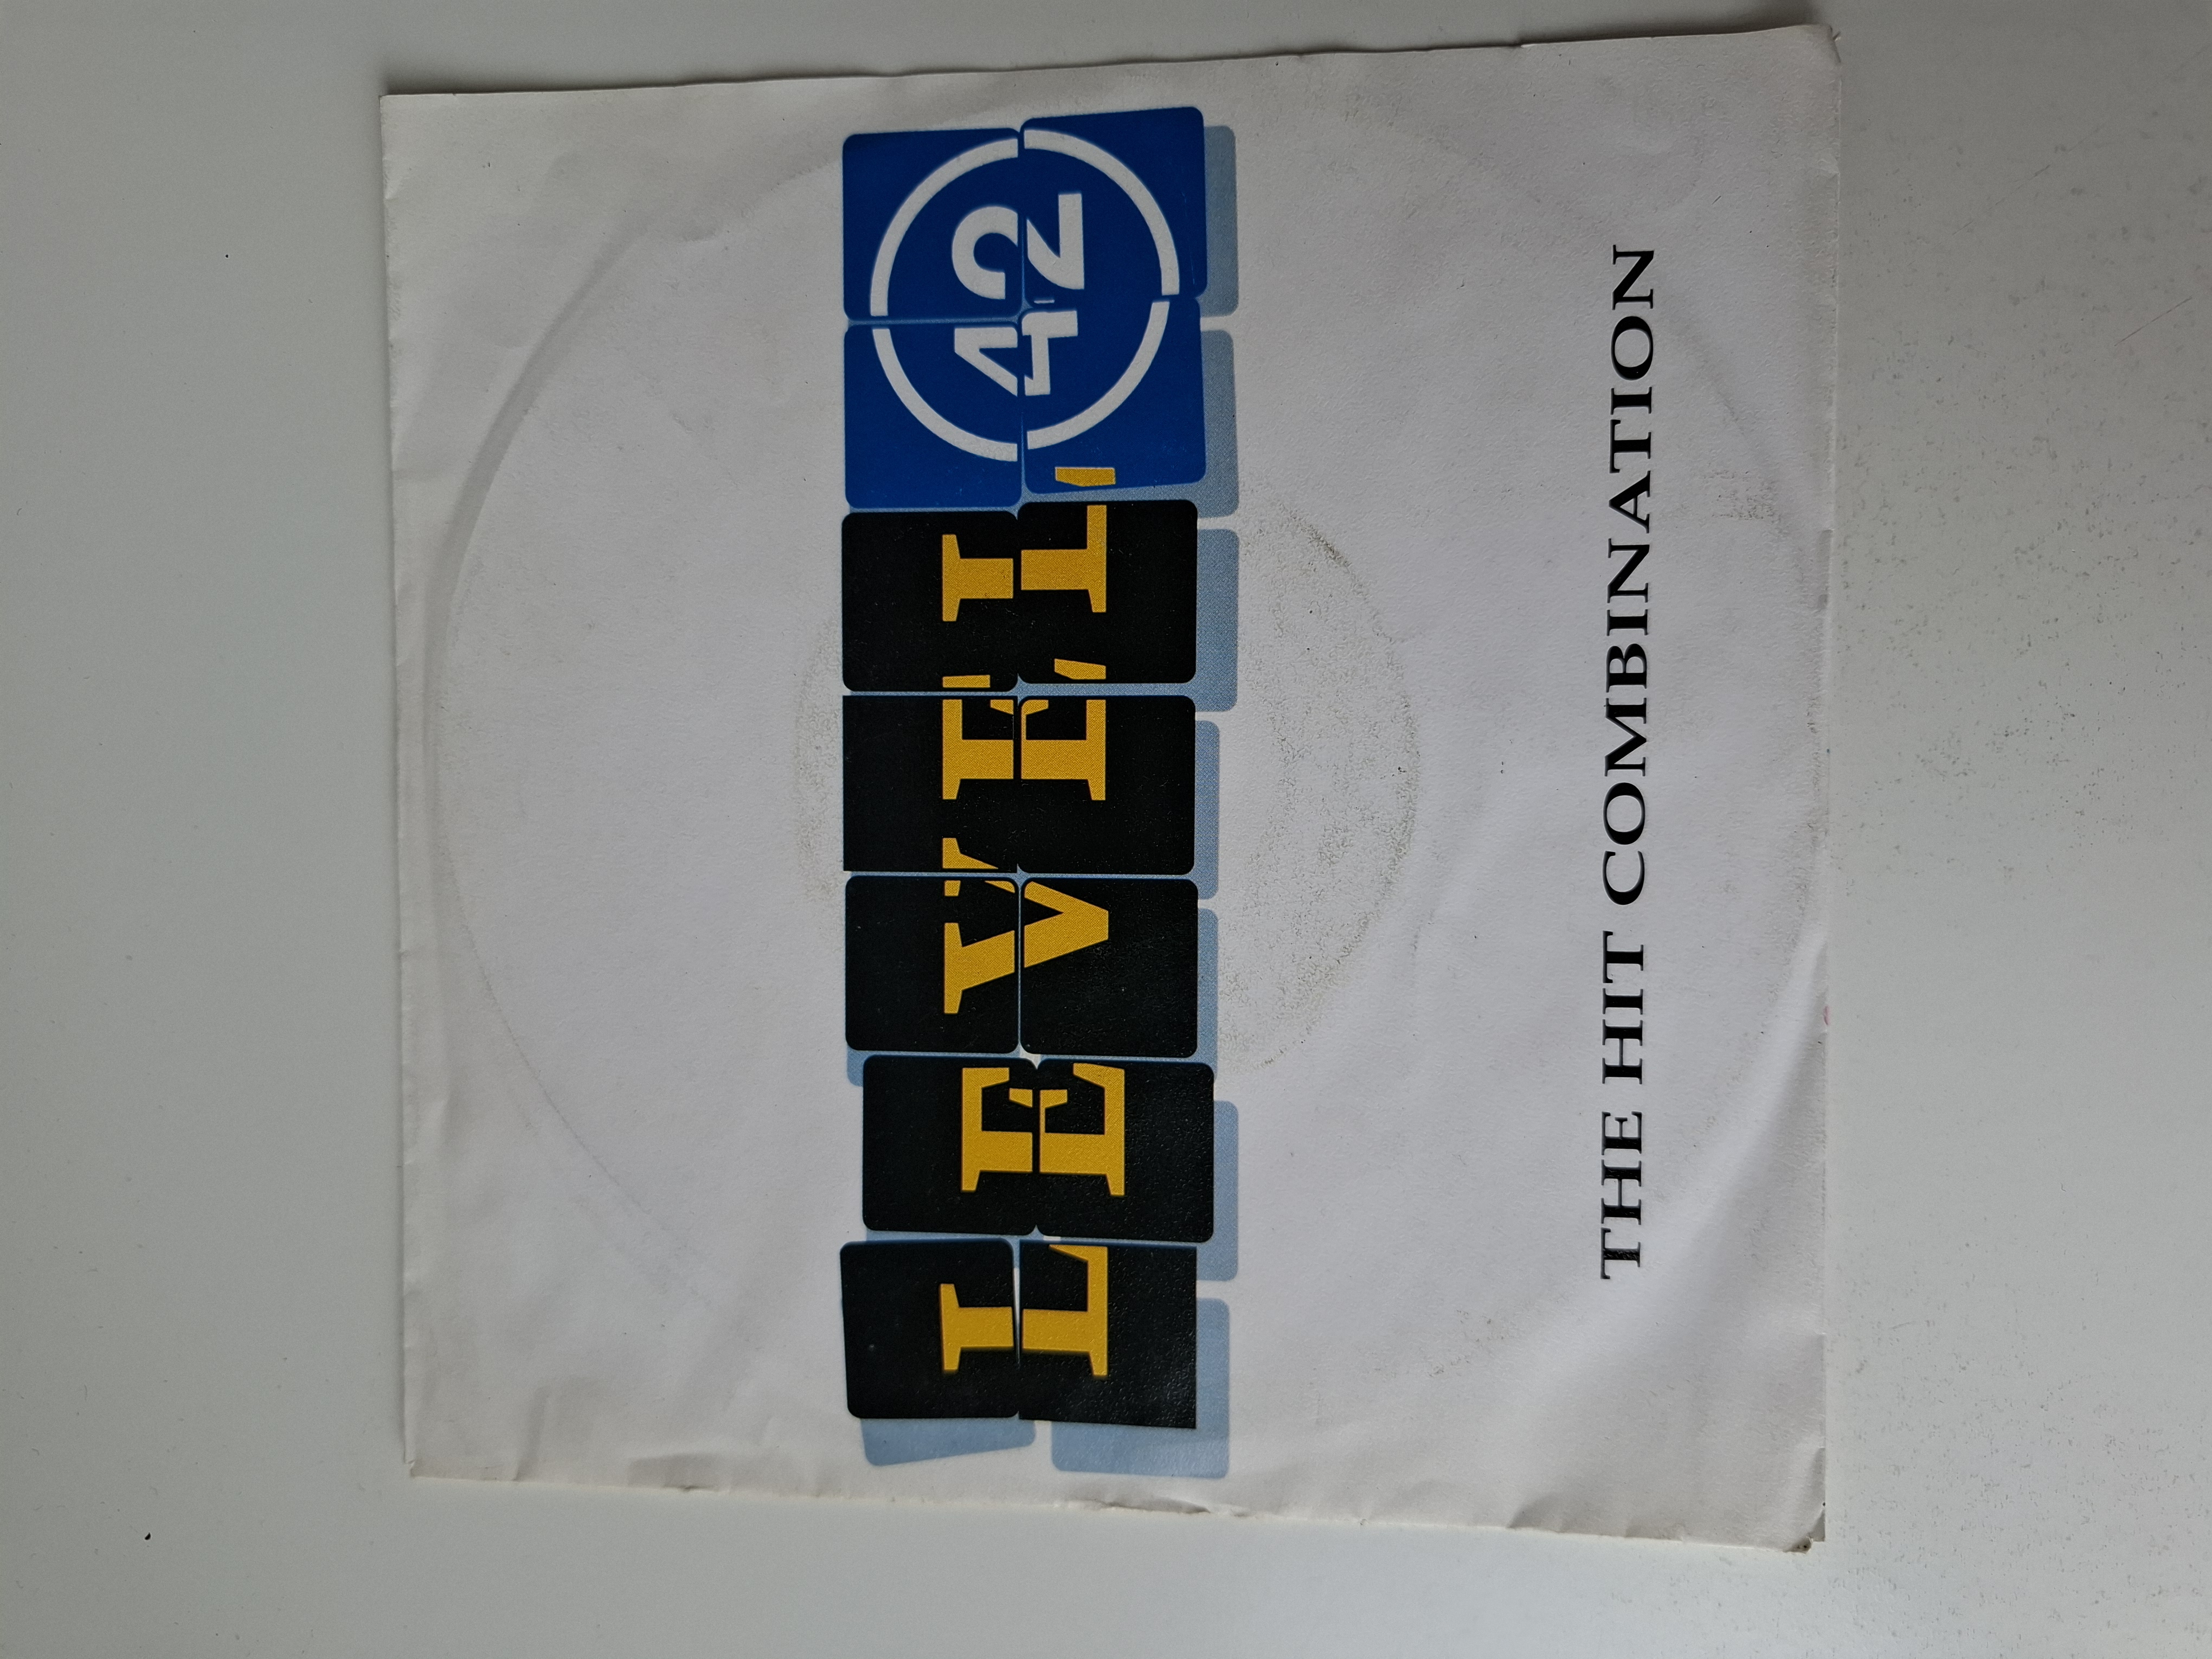 LEVEL 42
THE HIT COMBINATION